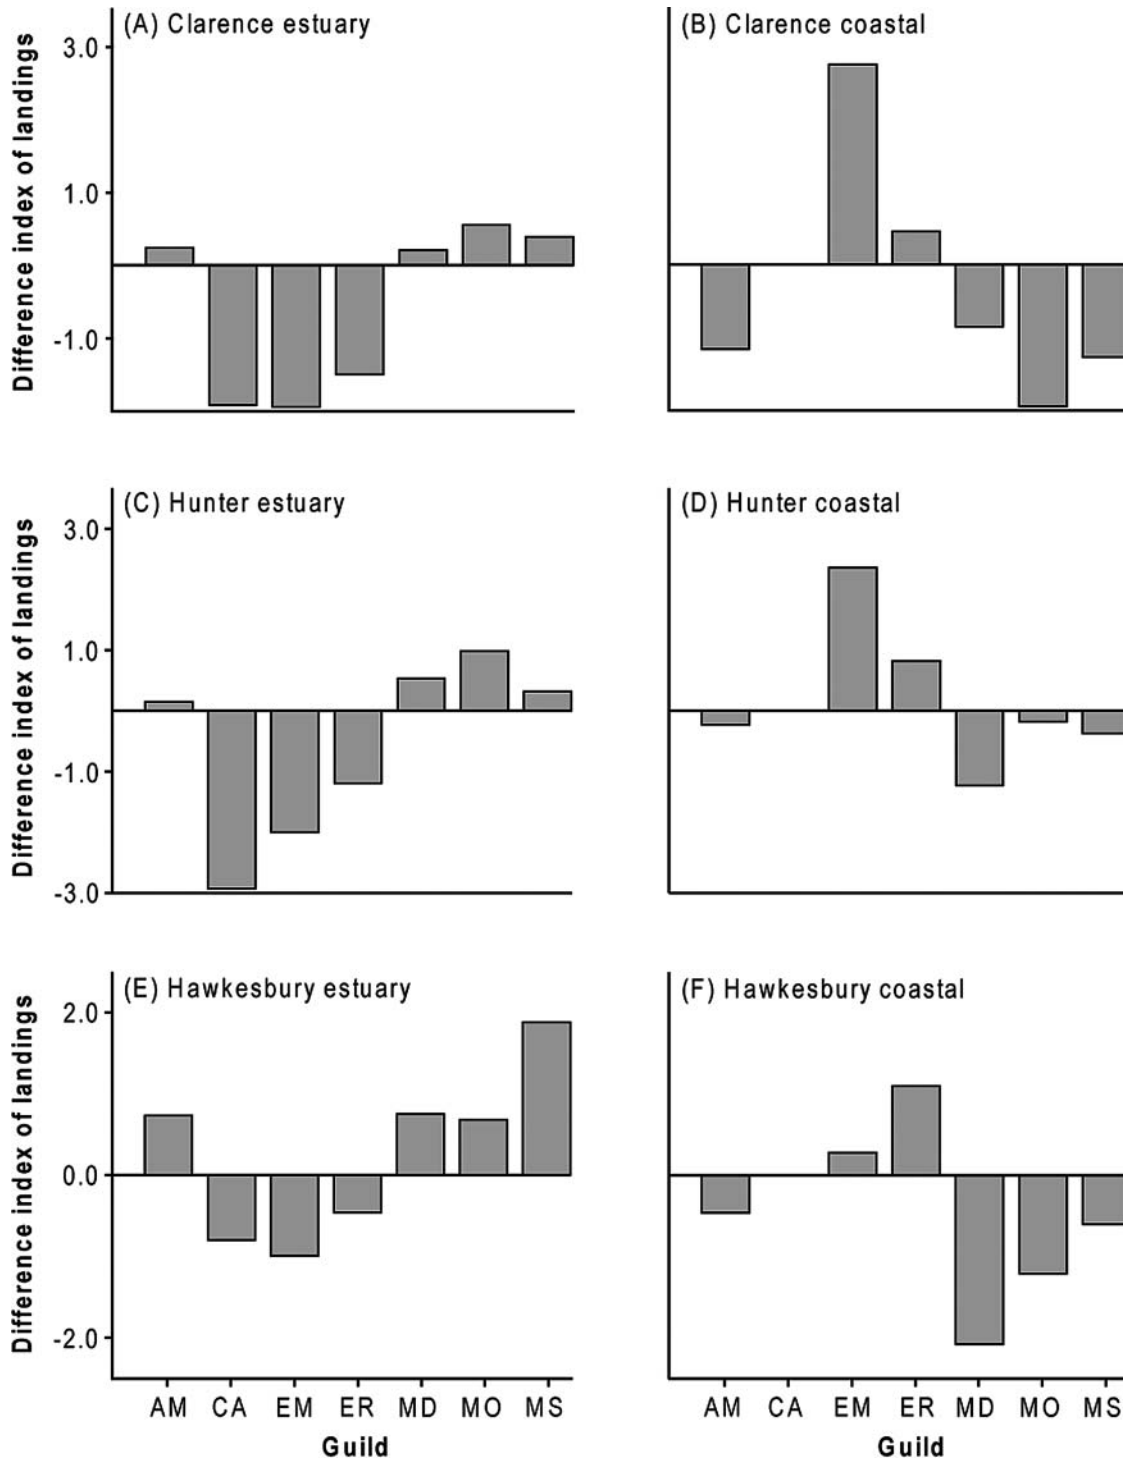 (A) Clarence estuary
(B) Clarence coastal
Difference index of landings
3.0
1.0
-1.0
(C) Hunter estuary
(D) Hunter coastal
Difference index of landings
3.0
1.0
-1.0
-3.0
(E) Hawkesbury estuary
(F) Hawkesbury coastal
Difference index of landings
2.0
0.0
-2.0
AM CA EM ER MD MO MS
AM CA EM ER MD MO MS
Guild
Guild